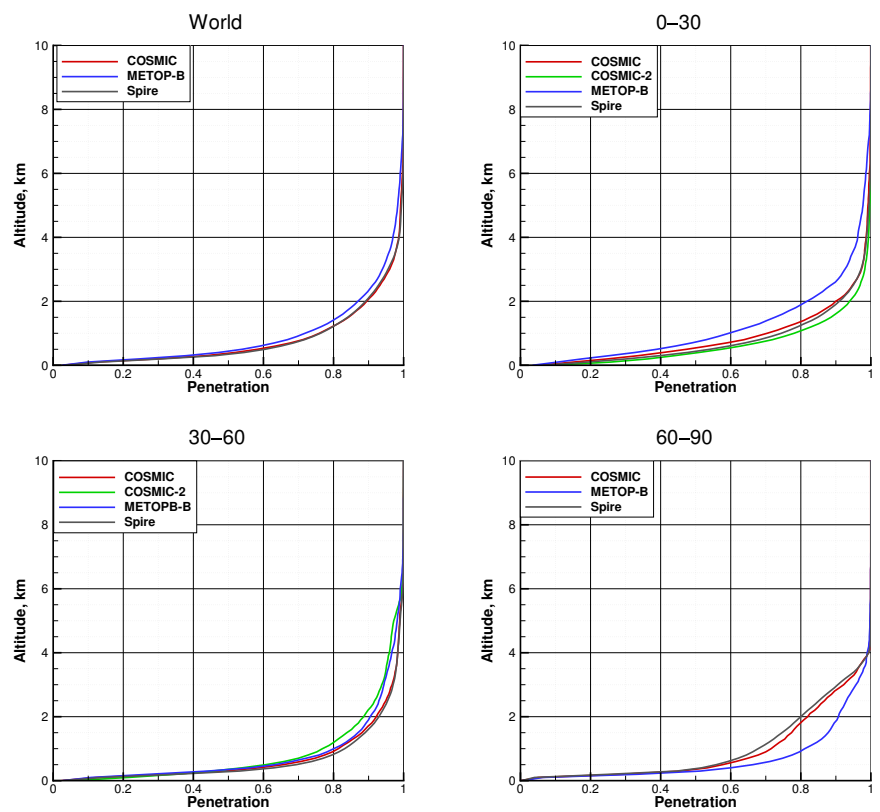 World
10
8
6
4
2
0
Altitude, km
COSMIC
METOP-B
Spire
0
0.2
0.4
0.6
0.8
1
Penetration
0–30
10
8
6
4
2
0
Altitude, km
COSMIC
COSMIC-2
METOP-B
Spire
0
0.2
0.4
0.6
0.8
1
Penetration
30–60
10
8
6
4
2
0
Altitude, km
COSMIC
COSMIC-2
METOPB-B
Spire
0
0.2
0.4
0.6
0.8
1
Penetration
60–90
10
8
6
4
2
0
Altitude, km
COSMIC
METOP-B
Spire
0
0.2
0.4
0.6
0.8
1
Penetration